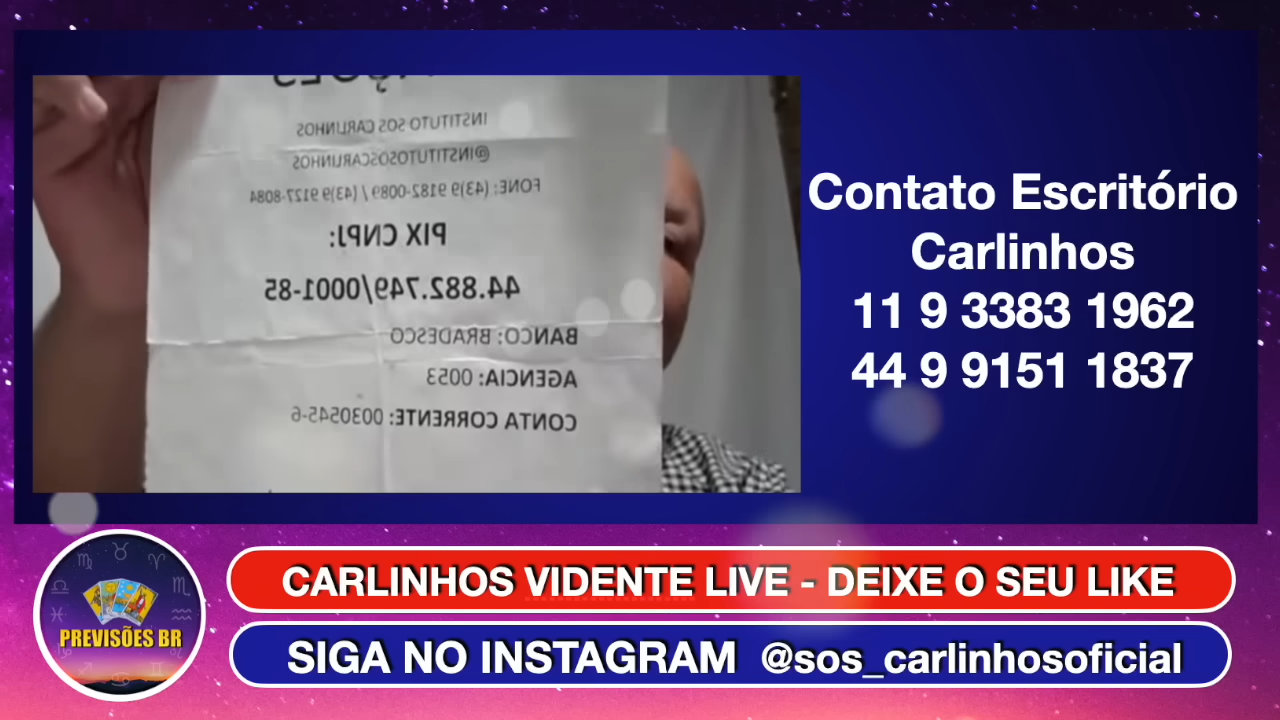 INSTITUTO SOS CARLINHOS
@INSTITUTOSOSCARLINHOS
FONE: (43)9 9182-0089 / (43)9 9127-8084
PIX CNPJ:
44.882.749/0001-85
BANCO: BRADESCO
AGENCIA: 0053
CONTA CORRENTE: 0030545-6
Contato Escritório
Carlinhos
11 9 3383 1962
44 9 9151 1837
PREVISÕES BR
CARLINHOS VIDENTE LIVE - DEIXE O SEU LIKE
SIGA NO INSTAGRAM @sos_carlinhosoficial